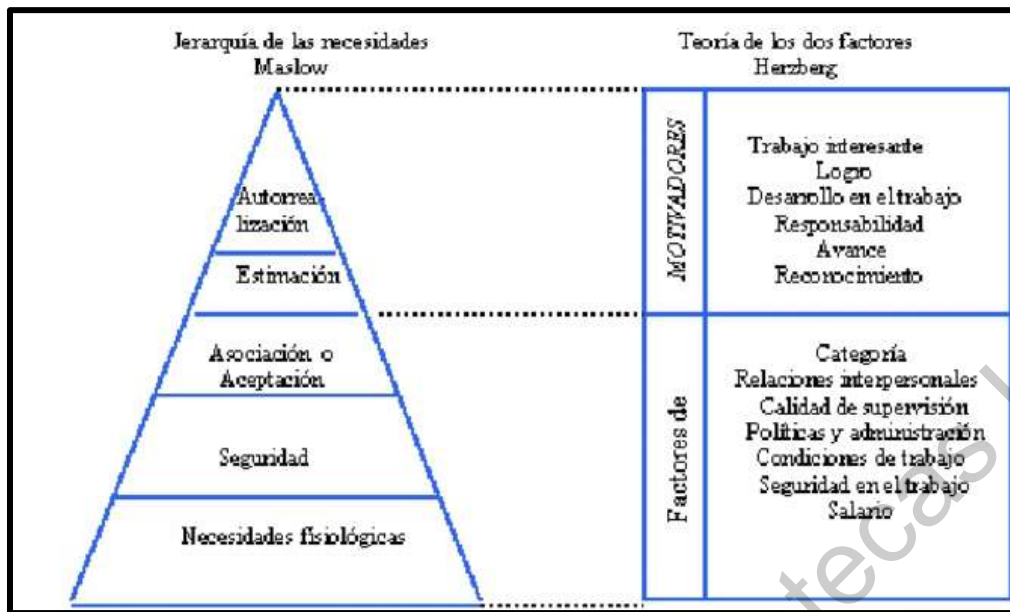 Jerarquía de las necesidades
Maslow
Autorrea-
lización
Estimación
Asociación o
Aceptación
Seguridad
Necesidades fisiológicas
Teoría de los dos factores
Herzberg
MOTIVADORES
Trabajo interesante
Logro
Desarrollo en el trabajo
Responsabilidad
Avance
Reconocimiento
Factores de
Categoría
Relaciones interpersonales
Calidad de supervisión
Políticas y administración
Condiciones de trabajo
Seguridad en el trabajo
Salario
tecas